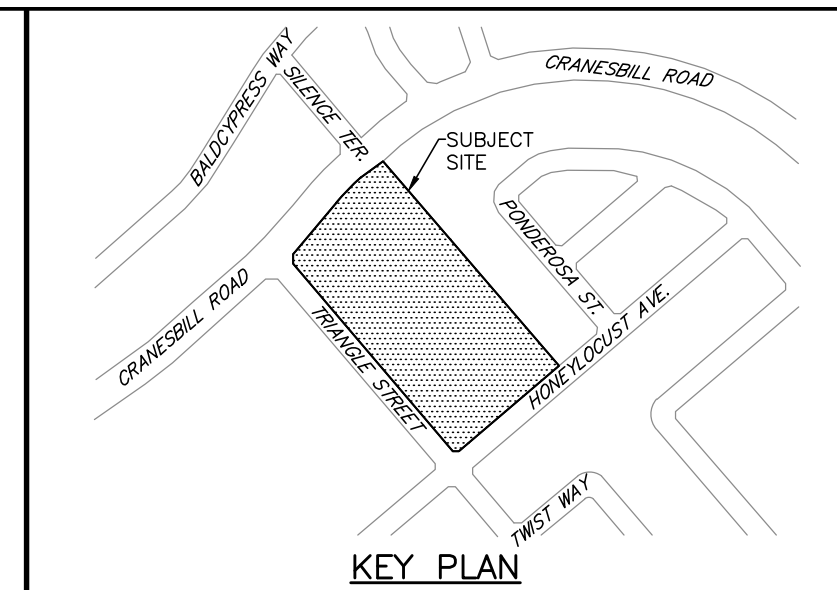 BALDCYPRESS WAY
SILENCE TER.
CRANESBILL ROAD
SUBJECT
SITE
PONDEROSA ST.
CRANESBILL ROAD
TRIANGLE STREET
HONEYLOCUST AVE.
TWIST WAY
KEY PLAN